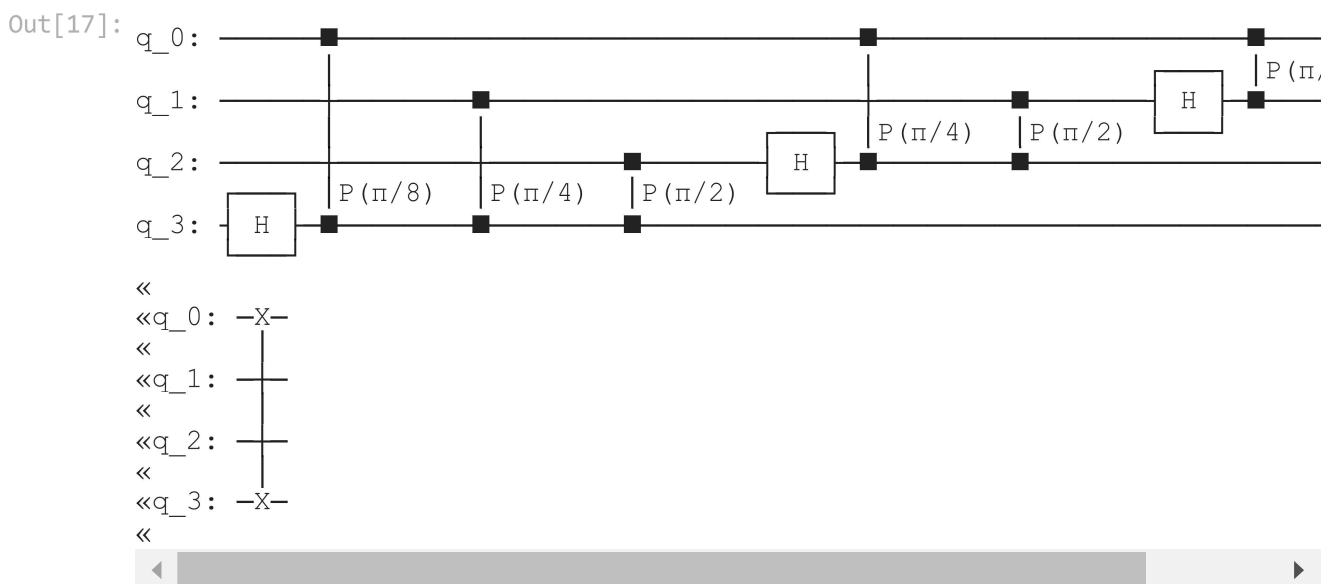 Out[17]:
q_0:
P(π/
q_1:
H
P(π/4) P(π/2)
q_2:
H
P(π/8) P(π/4) P(π/2)
q_3:
H
«
«q_0: X
«
«q_1:
«
«q_2:
«
«q_3: X
«